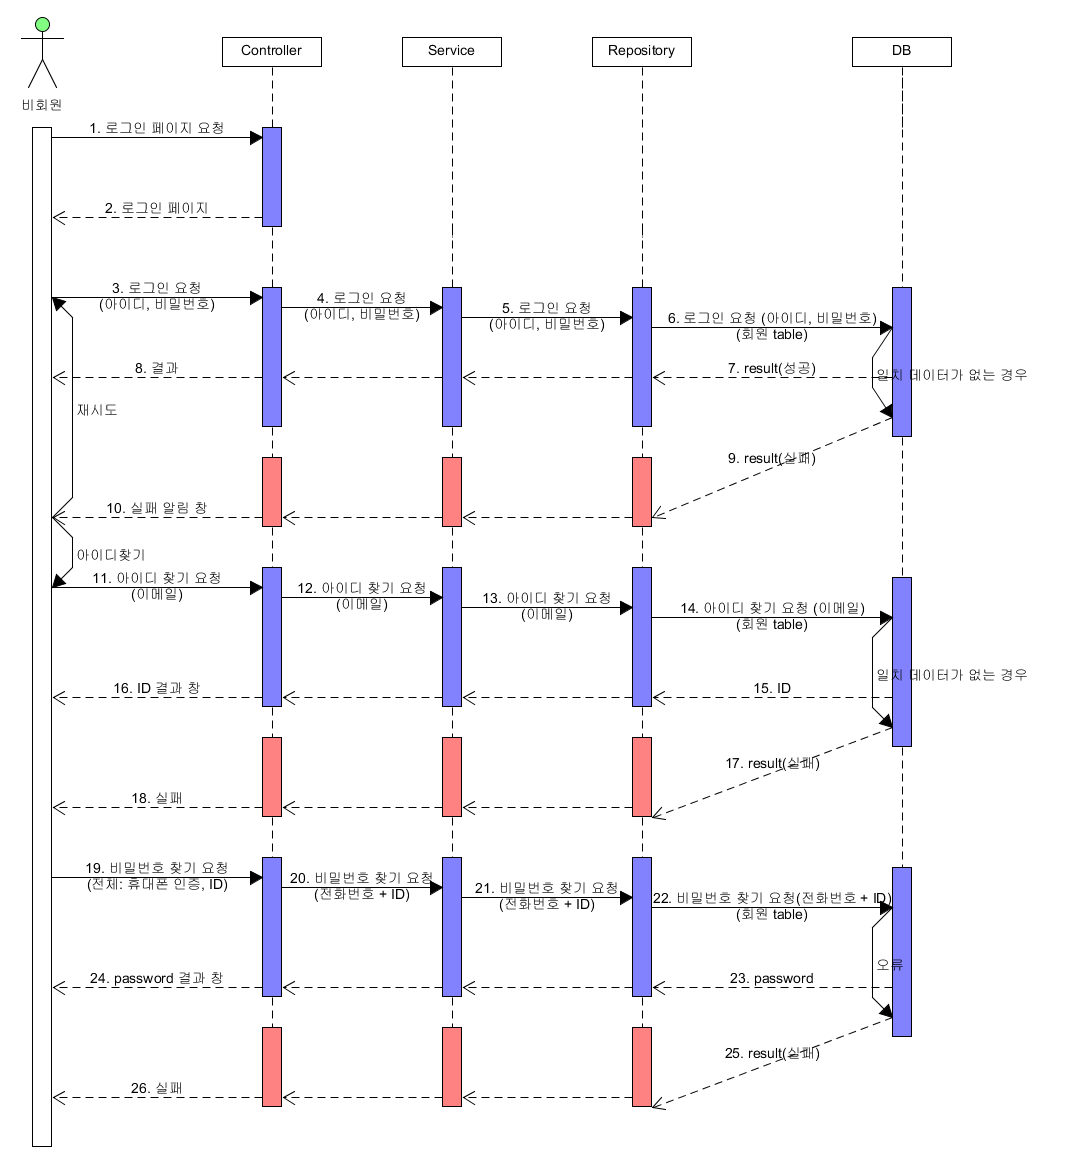 Controller
Service
Repository
DB
비회원
1. 로그인 페이지 요청
2. 로그인 페이지
3. 로그인 요청
(아이디, 비밀번호)
4. 로그인 요청
(아이디, 비밀번호)
5. 로그인 요청
(아이디, 비밀번호)
6. 로그인 요청 (아이디, 비밀번호)
(회원 table)
8. 결과
7. result(성공)
일치 데이터가 없는 경우
재시도
9. result(실패)
10. 실패 알림 창
아이디찾기
11. 아이디 찾기 요청
(이메일)
12. 아이디 찾기 요청
(이메일)
13. 아이디 찾기 요청
(이메일)
14. 아이디 찾기 요청 (이메일)
(회원 table)
일치 데이터가 없는 경우
16. ID 결과 창
15. ID
17. result(실패)
18. 실패
19. 비밀번호 찾기 요청
(전체: 휴대폰 인증, ID)
20. 비밀번호 찾기 요청
(전화번호 + ID)
21. 비밀번호 찾기 요청
(전화번호 + ID)
22. 비밀번호 찾기 요청(전화번호 + ID)
(회원 table)
오류
24. password 결과 창
23. password
25. result(실패)
26. 실패